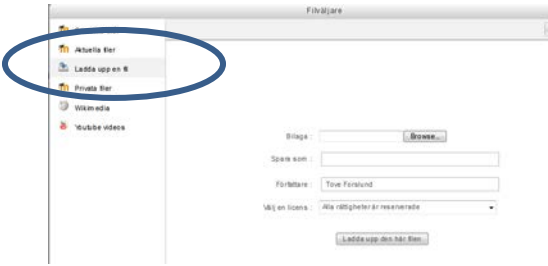 Filväljare
Aktuella filer
Ladda upp en fil
Privata filer
Wikimedia
Youtube videos
Bilaga :
Browse...
Spara som :
Författare : Tove Forslund
Välj en licens : Alla rättigheter är reserverade
Ladda upp den här filen